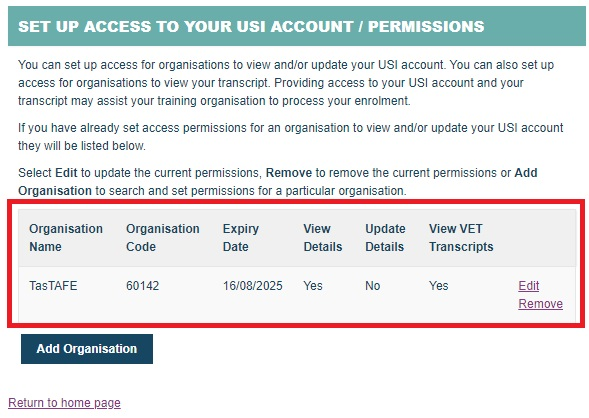 SET UP ACCESS TO YOUR USI ACCOUNT / PERMISSIONS
You can set up access for organisations to view and/or update your USI account. You can also set up
access for organisations to view your transcript. Providing access to your USI account and your
transcript may assist your training organisation to process your enrolment.
If you have already set access permissions for an organisation to view and/or update your USI account
they will be listed below.
Select Edit to update the current permissions, Remove to remove the current permissions or Add
Organisation to search and set permissions for a particular organisation.
Organisation Organisation Expiry View Update View VET
Name Code Date Details Details Transcripts
TasTAFE 60142 16/08/2025 Yes No Yes Edit
Remove
Add Organisation
Return to home page